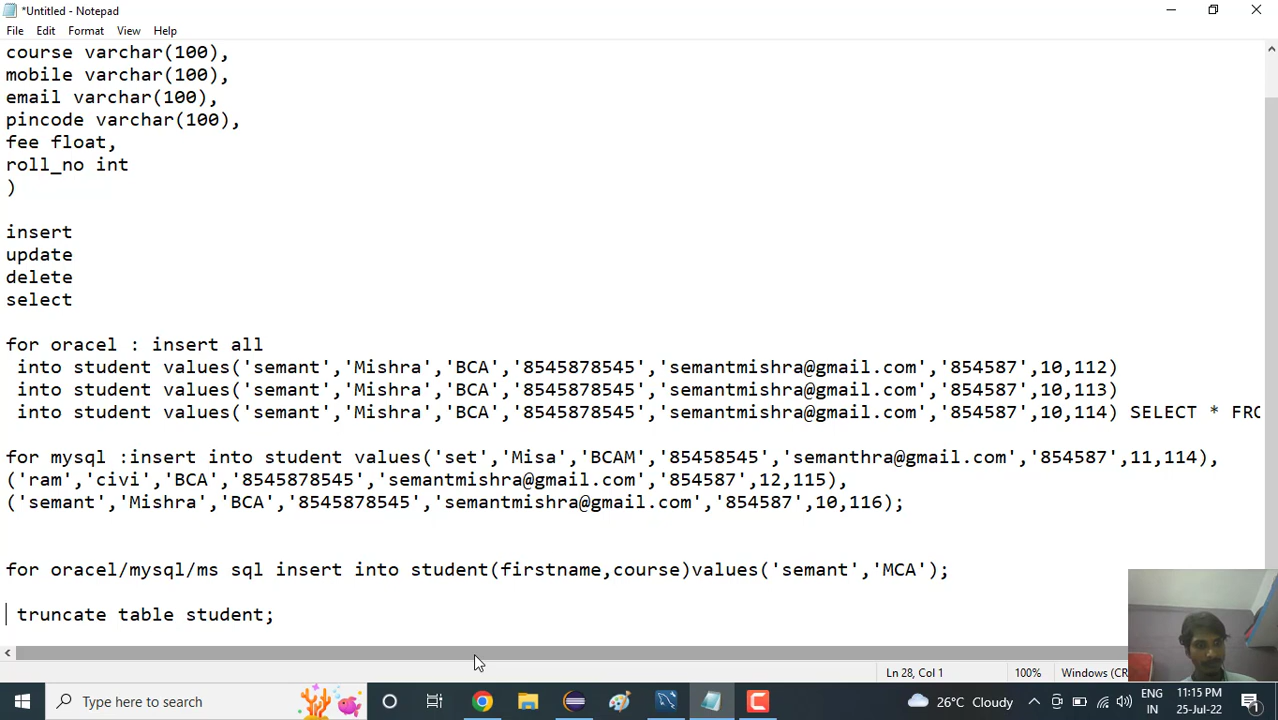 *Untitled - Notepad
File Edit Format View Help
course varchar(100),
mobile varchar(100),
email varchar(100),
pincode varchar(100),
fee float,
roll_no int
)
insert
update
delete
select
for oracel : insert all
into student values('semant','Mishra','BCA','8545878545','semantmishra@gmail.com','854587',10,112)
into student values('semant','Mishra','BCA','8545878545','semantmishra@gmail.com','854587',10,113)
into student values('semant','Mishra','BCA','8545878545','semantmishra@gmail.com','854587',10,114) SELECT * FRO
for mysql :insert into student values('set','Misa','BCAM','85458545','semanthra@gmail.com','854587',11,114),
('ram','civi','BCA','8545878545','semantmishra@gmail.com','854587',12,115),
('semant','Mishra','BCA','8545878545','semantmishra@gmail.com','854587',10,116);
for oracel/mysql/ms sql insert into student(firstname,course)values('semant','MCA');
truncate table student;
Ln 28, Col 1 100% Windows (CR
Type here to search 26°C Cloudy ENG IN 11:15 PM 25-Jul-22 1